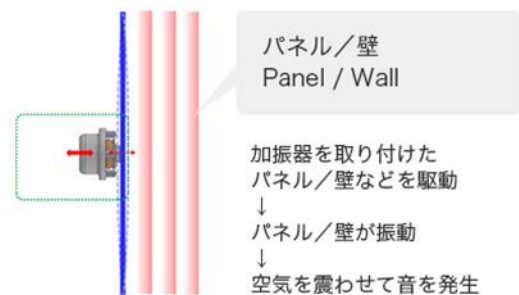 パネル／壁
Panel / Wall
加振器を取り付けた
パネル／壁などを駆動
↓
パネル／壁が振動
↓
空気を震わせて音を発生